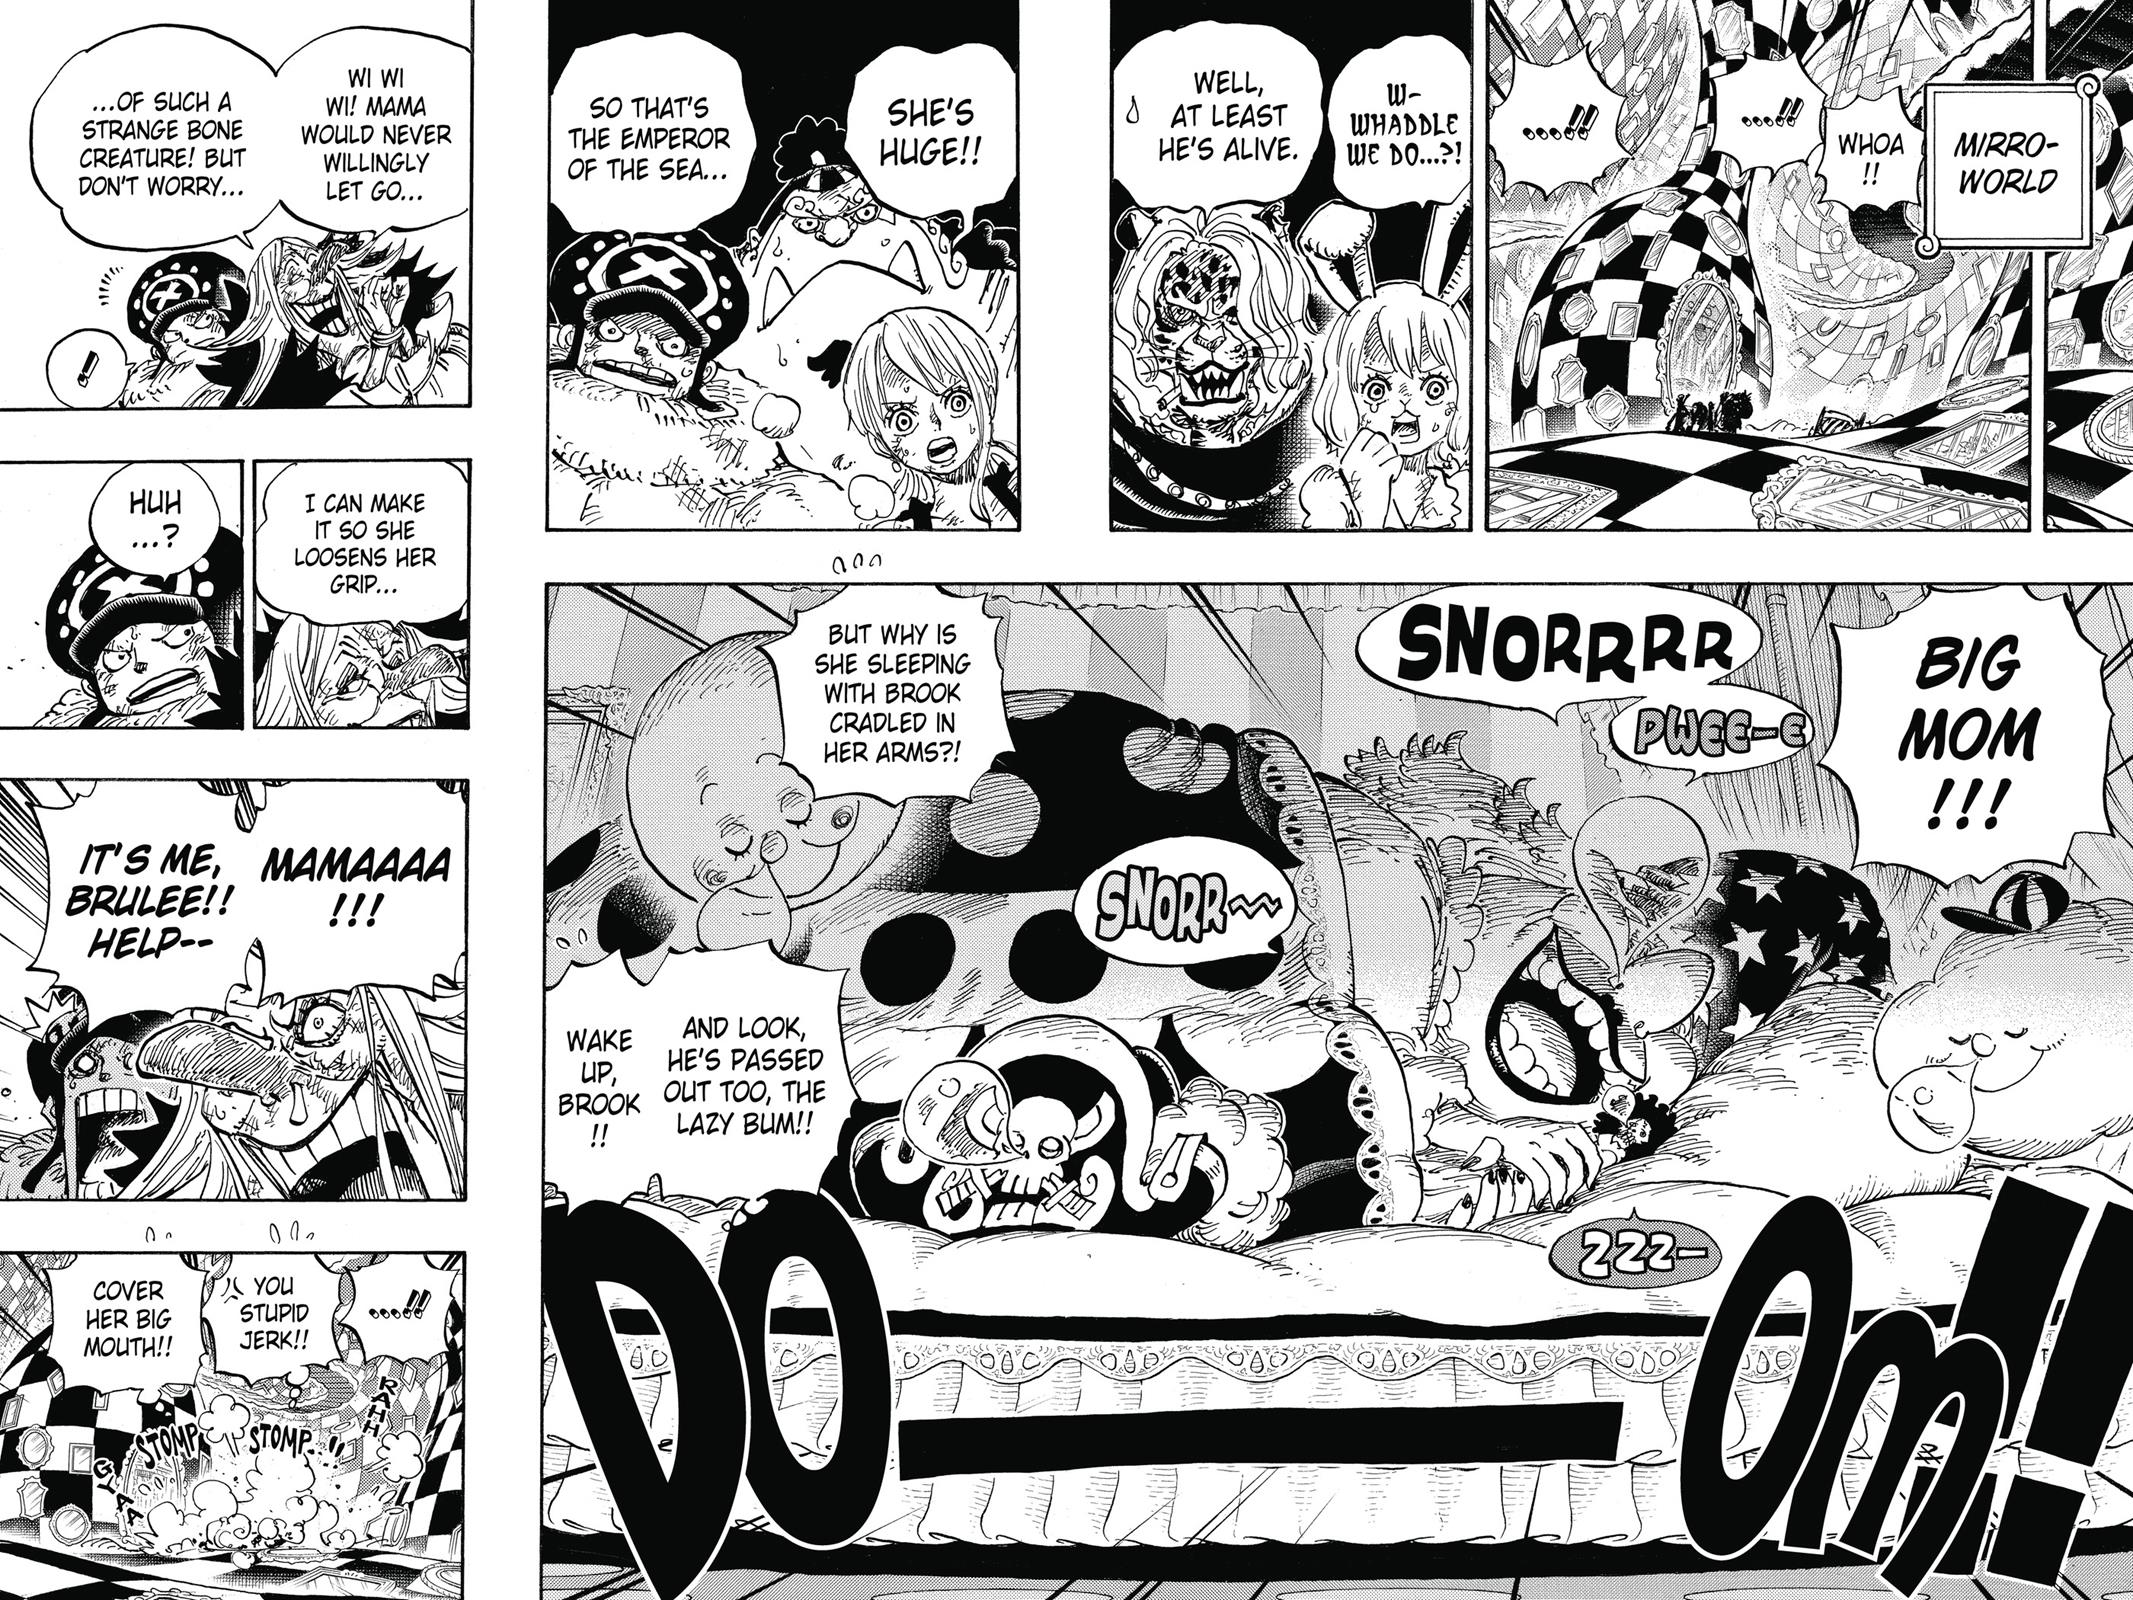 MIRRO-
WORLD
WHOA
!!
...!!
...!!
W-
WHADDLE
WE DO...?!
WELL,
AT LEAST
HE'S ALIVE.
SHE'S
HUGE!!
SO THAT'S
THE EMPEROR
OF THE SEA...
BIG
MOM
!!!
SNORRRR
PWEE-E
BUT WHY IS
SHE SLEEPING
WITH BROOK
CRADLED IN
HER ARMS?!
SNORR~
AND LOOK,
HE'S PASSED
OUT TOO, THE
LAZY BUM!!
WAKE
UP,
BROOK
!!
ZZZ-
DO—OM!!
WI WI
WI! MAMA
WOULD NEVER
WILLINGLY
LET GO...
...OF SUCH A
STRANGE BONE
CREATURE! BUT
DON'T WORRY...
!
I CAN MAKE
IT SO SHE
LOOSENS HER
GRIP...
HUH
...?
MAMAAAA
!!!
IT'S ME,
BRULEE!!
HELP--
...!!
YOU
STUPID
JERK!!
COVER
HER BIG
MOUTH!!
RAHH
STOMP..!!
STOMP
GYAA